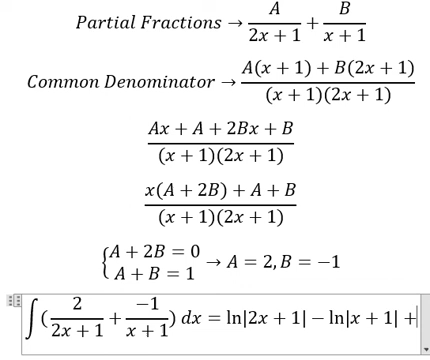 Partial Fractions → A/(2x + 1) + B/(x + 1)
Common Denominator → (A(x + 1) + B(2x + 1))/((x + 1)(2x + 1))
(Ax + A + 2Bx + B)/((x + 1)(2x + 1))
(x(A + 2B) + A + B)/((x + 1)(2x + 1))
{A + 2B = 0
A + B = 1 → A = 2, B = −1
∫(2/(2x + 1) + −1/(x + 1)) dx = ln|2x + 1| − ln|x + 1| +